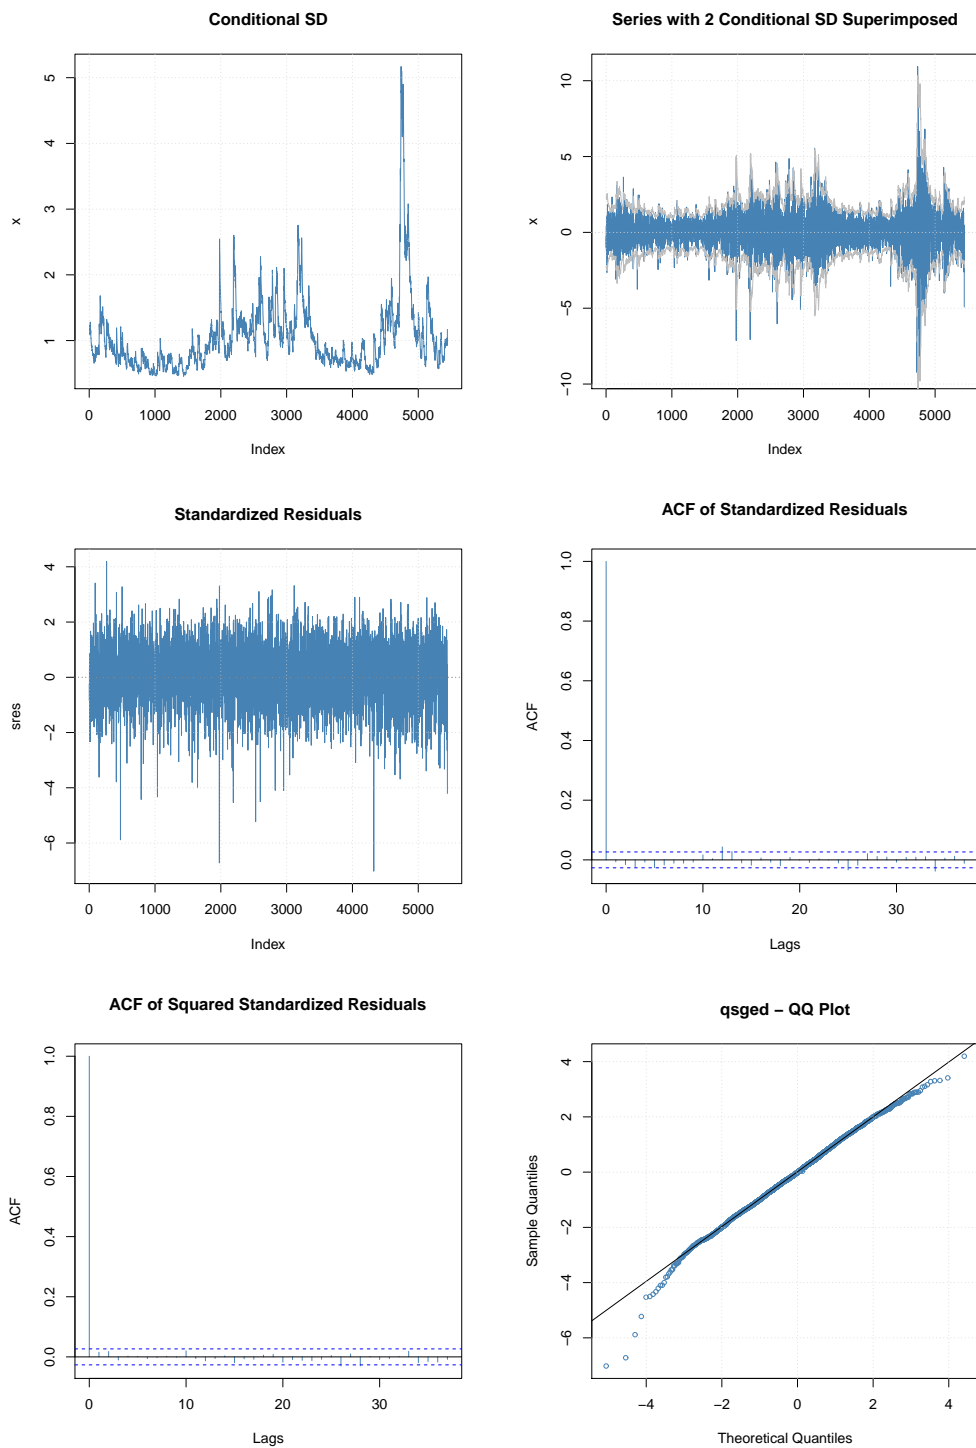 Conditional SD
x
5
4
3
2
1
0 1000 2000 3000 4000 5000
Index
Series with 2 Conditional SD Superimposed
x
10
5
0
−5
−10
0 1000 2000 3000 4000 5000
Index
Standardized Residuals
sres
4
2
0
−2
−4
−6
0 1000 2000 3000 4000 5000
Index
ACF of Standardized Residuals
ACF
1.0
0.8
0.6
0.4
0.2
0.0
0 10 20 30
Lags
ACF of Squared Standardized Residuals
ACF
1.0
0.8
0.6
0.4
0.2
0.0
0 10 20 30
Lags
qsged − QQ Plot
Sample Quantiles
4
2
0
−2
−4
−6
−4 −2 0 2 4
Theoretical Quantiles